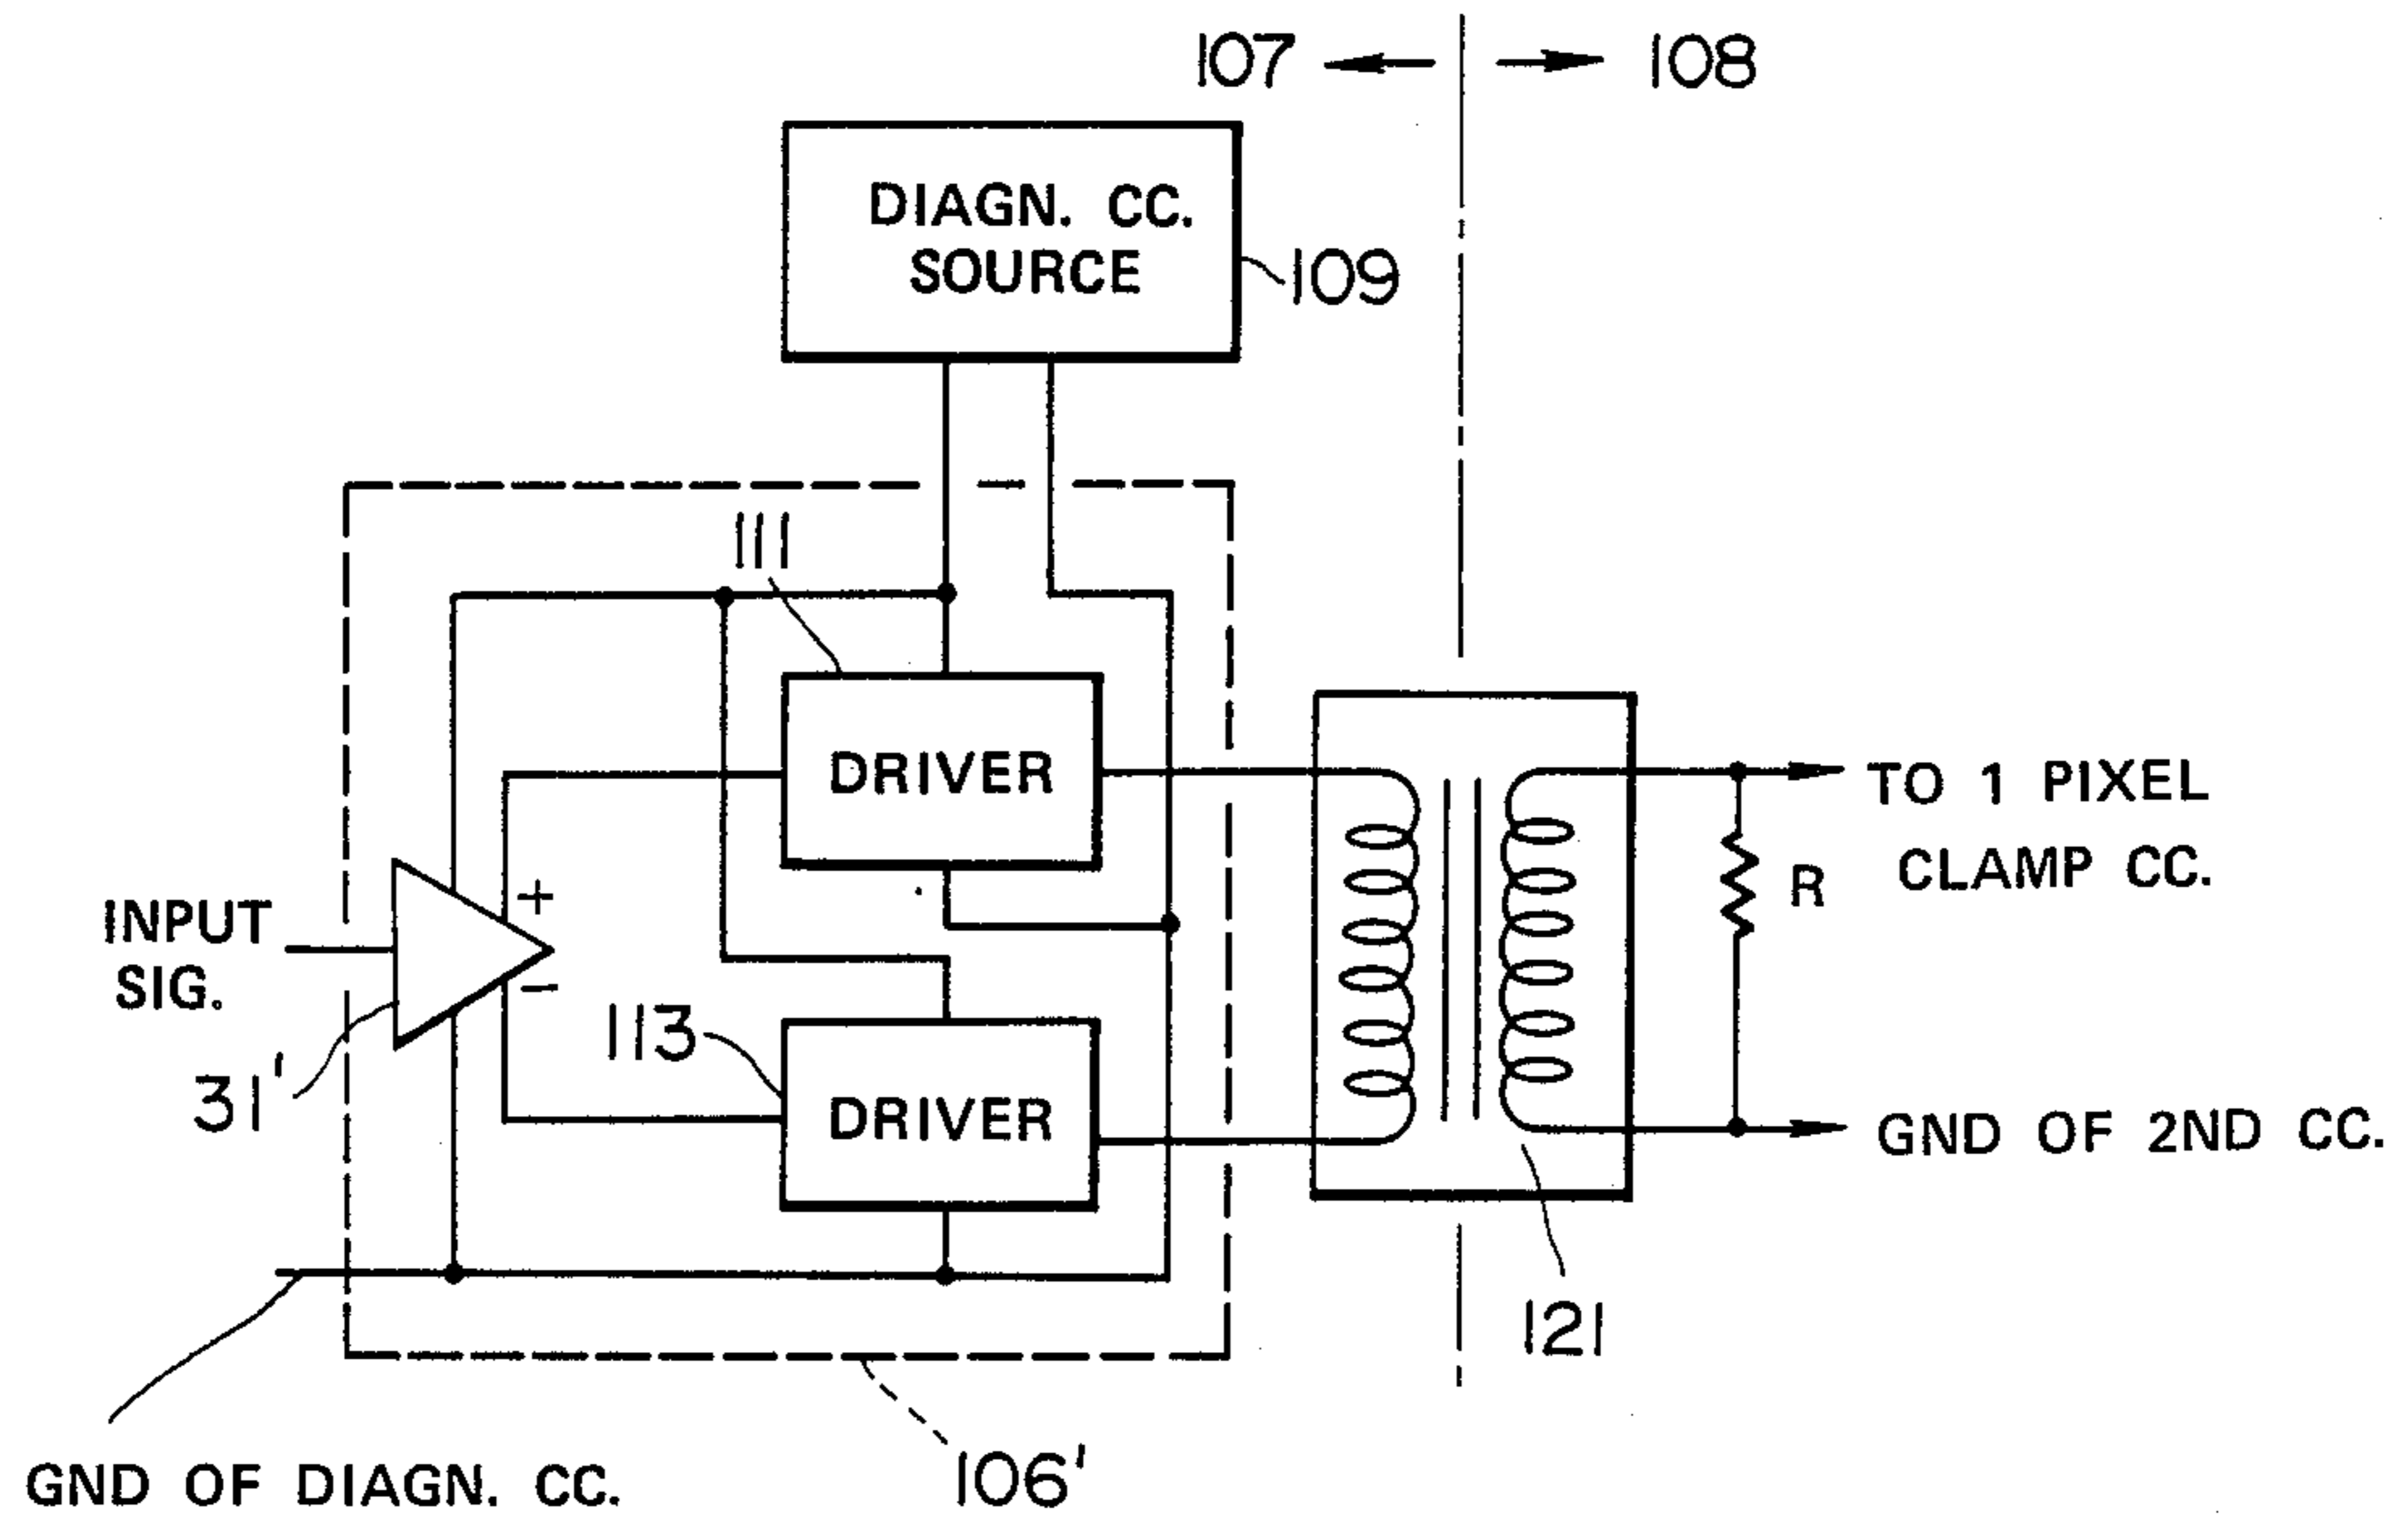 107
108
DIAGN. CC.
SOURCE
109
111
DRIVER
TO 1 PIXEL
CLAMP CC.
R
+
INPUT
SIG.
-
31'
113
DRIVER
GND OF 2ND CC.
121
GND OF DIAGN. CC.
106'